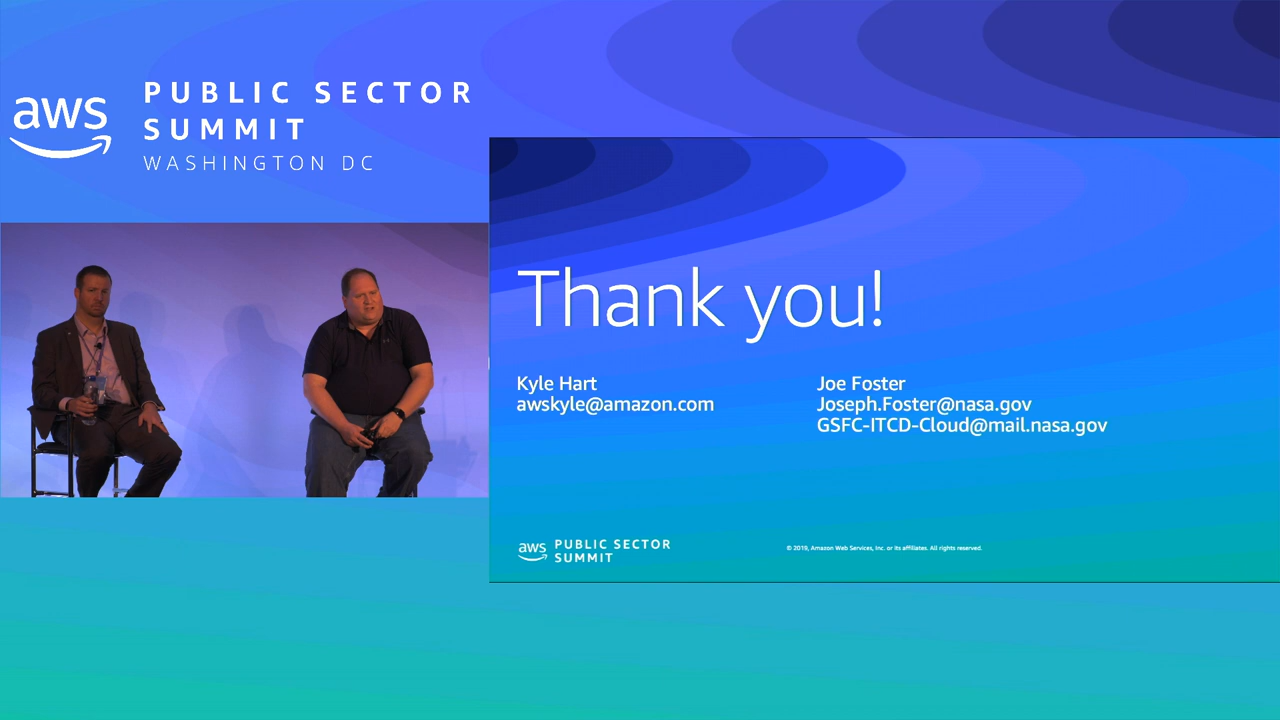 aws
PUBLIC SECTOR
SUMMIT
WASHINGTON DC
Thank you!
Kyle Hart
awskyle@amazon.com
Joe Foster
Joseph.Foster@nasa.gov
GSFC-ITCD-Cloud@mail.nasa.gov
aws
PUBLIC SECTOR
SUMMIT
© 2019, Amazon Web Services, Inc. or its affiliates. All rights reserved.